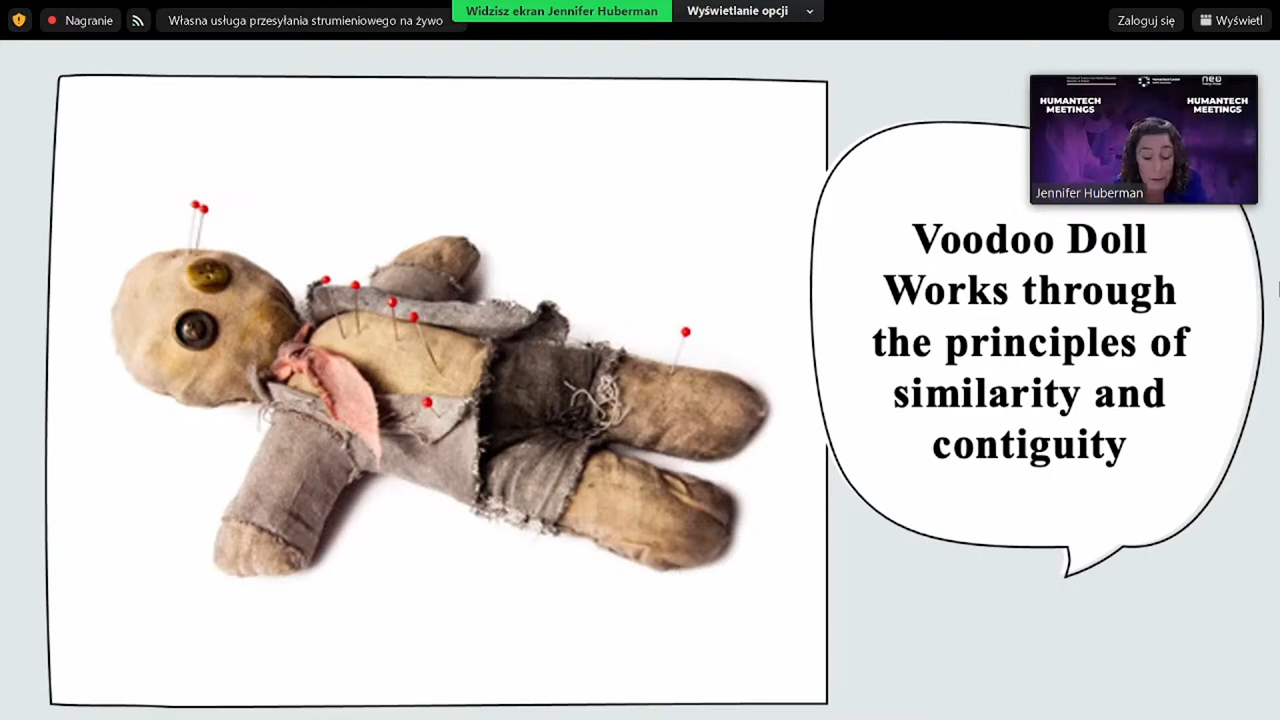 Nagranie
Własna usługa przesyłania strumieniowego na żywo
Widzisz ekran Jennifer Huberman
Wyświetlanie opcji
Zaloguj się
Wyświetl
HUMANTECH
MEETINGS
HUMANTECH
MEETINGS
Jennifer Huberman
Voodoo Doll
Works through
the principles of
similarity and
contiguity